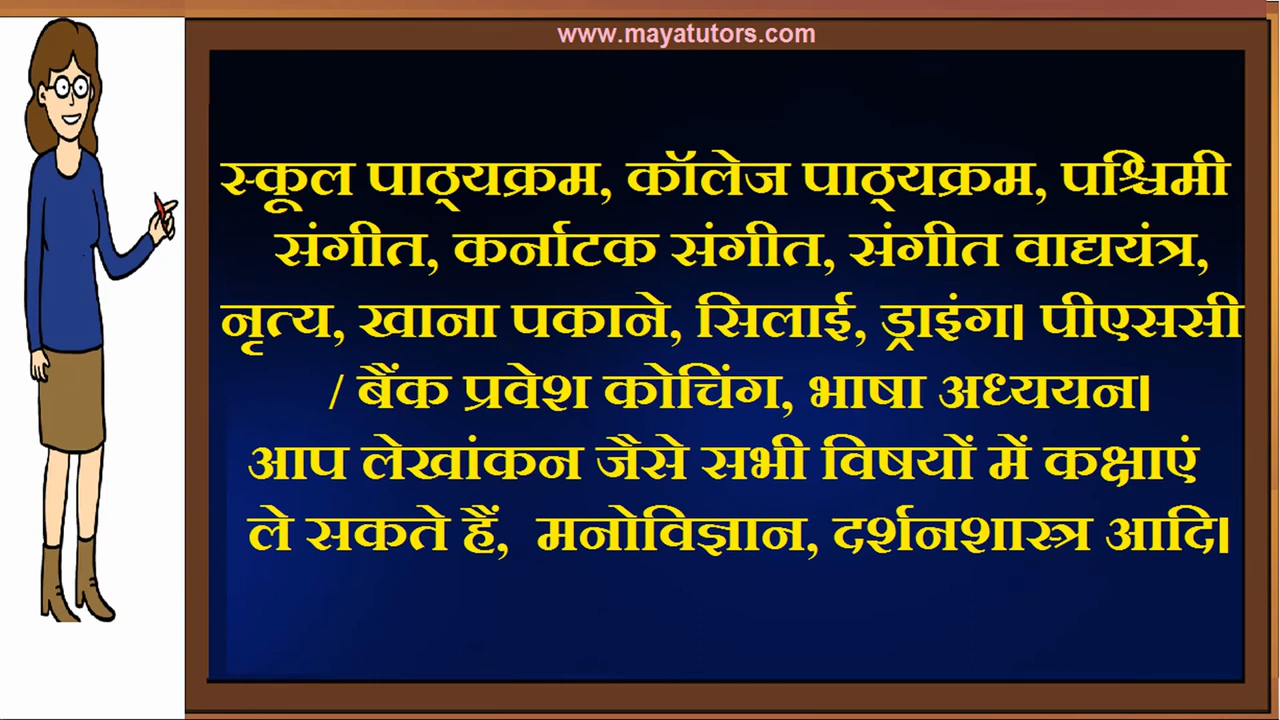 www.mayatutors.com
स्कूल पाठ्यक्रम, कॉलेज पाठ्यक्रम, पश्चिमी
संगीत, कर्नाटक संगीत, संगीत वाद्ययंत्र,
नृत्य, खाना पकाने, सिलाई, ड्राइंग। पीएससी
/ बैंक प्रवेश कोचिंग, भाषा अध्ययन।
आप लेखांकन जैसे सभी विषयों में कक्षाएं
ले सकते हैं, मनोविज्ञान, दर्शनशास्त्र आदि।